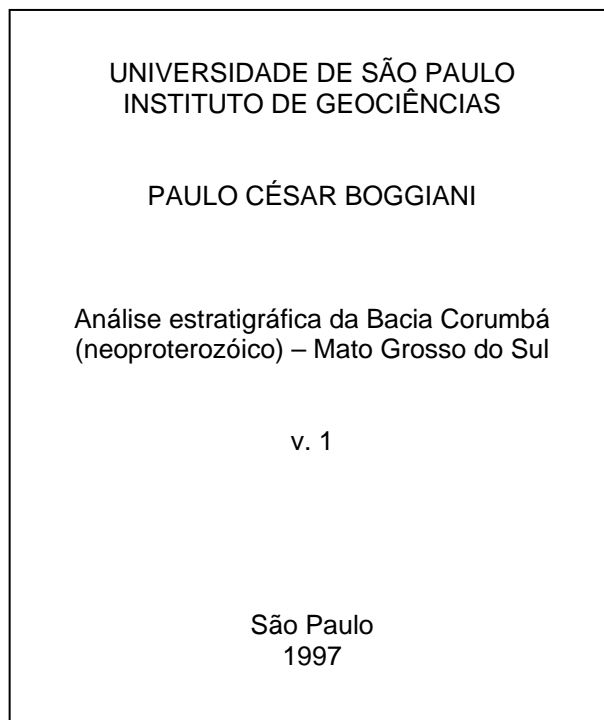 UNIVERSIDADE DE SÃO PAULO
INSTITUTO DE GEOCIÊNCIAS
PAULO CÉSAR BOGGIANI
Análise estratigráfica da Bacia Corumbá
(neoproterozóico) – Mato Grosso do Sul
v. 1
São Paulo
1997